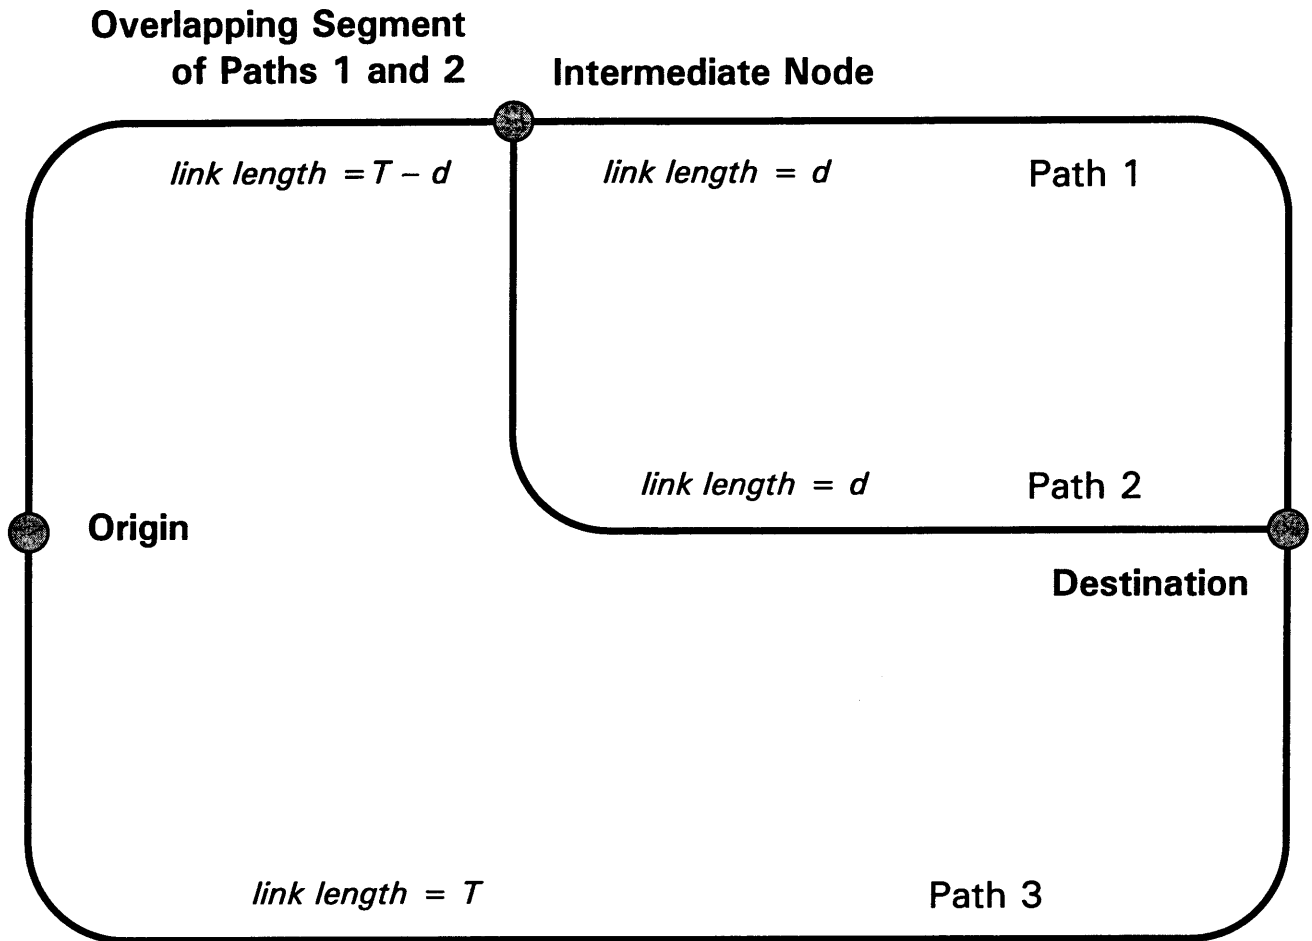 Overlapping Segment
of Paths 1 and 2
Intermediate Node
link length = T – d
link length = d
Path 1
link length = d
Path 2
Origin
Destination
link length = T
Path 3